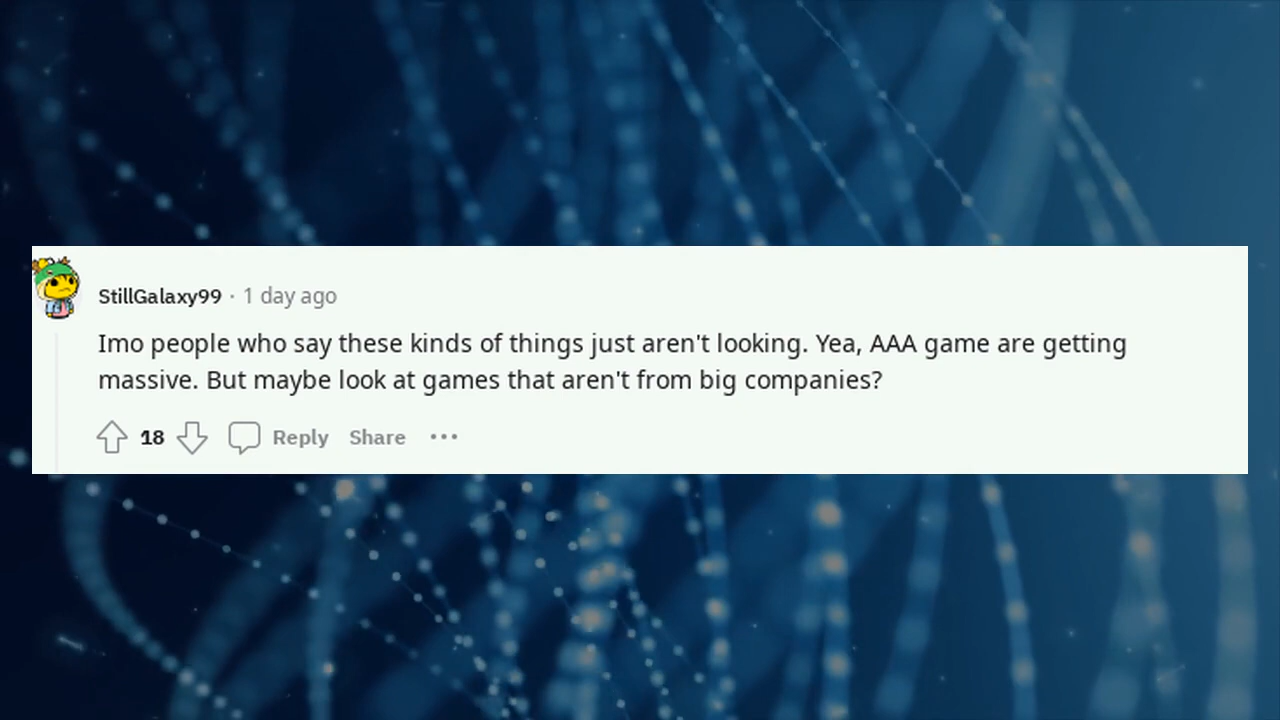 StillGalaxy99 · 1 day ago
Imo people who say these kinds of things just aren't looking. Yea, AAA game are getting
massive. But maybe look at games that aren't from big companies?
18 Reply Share •••